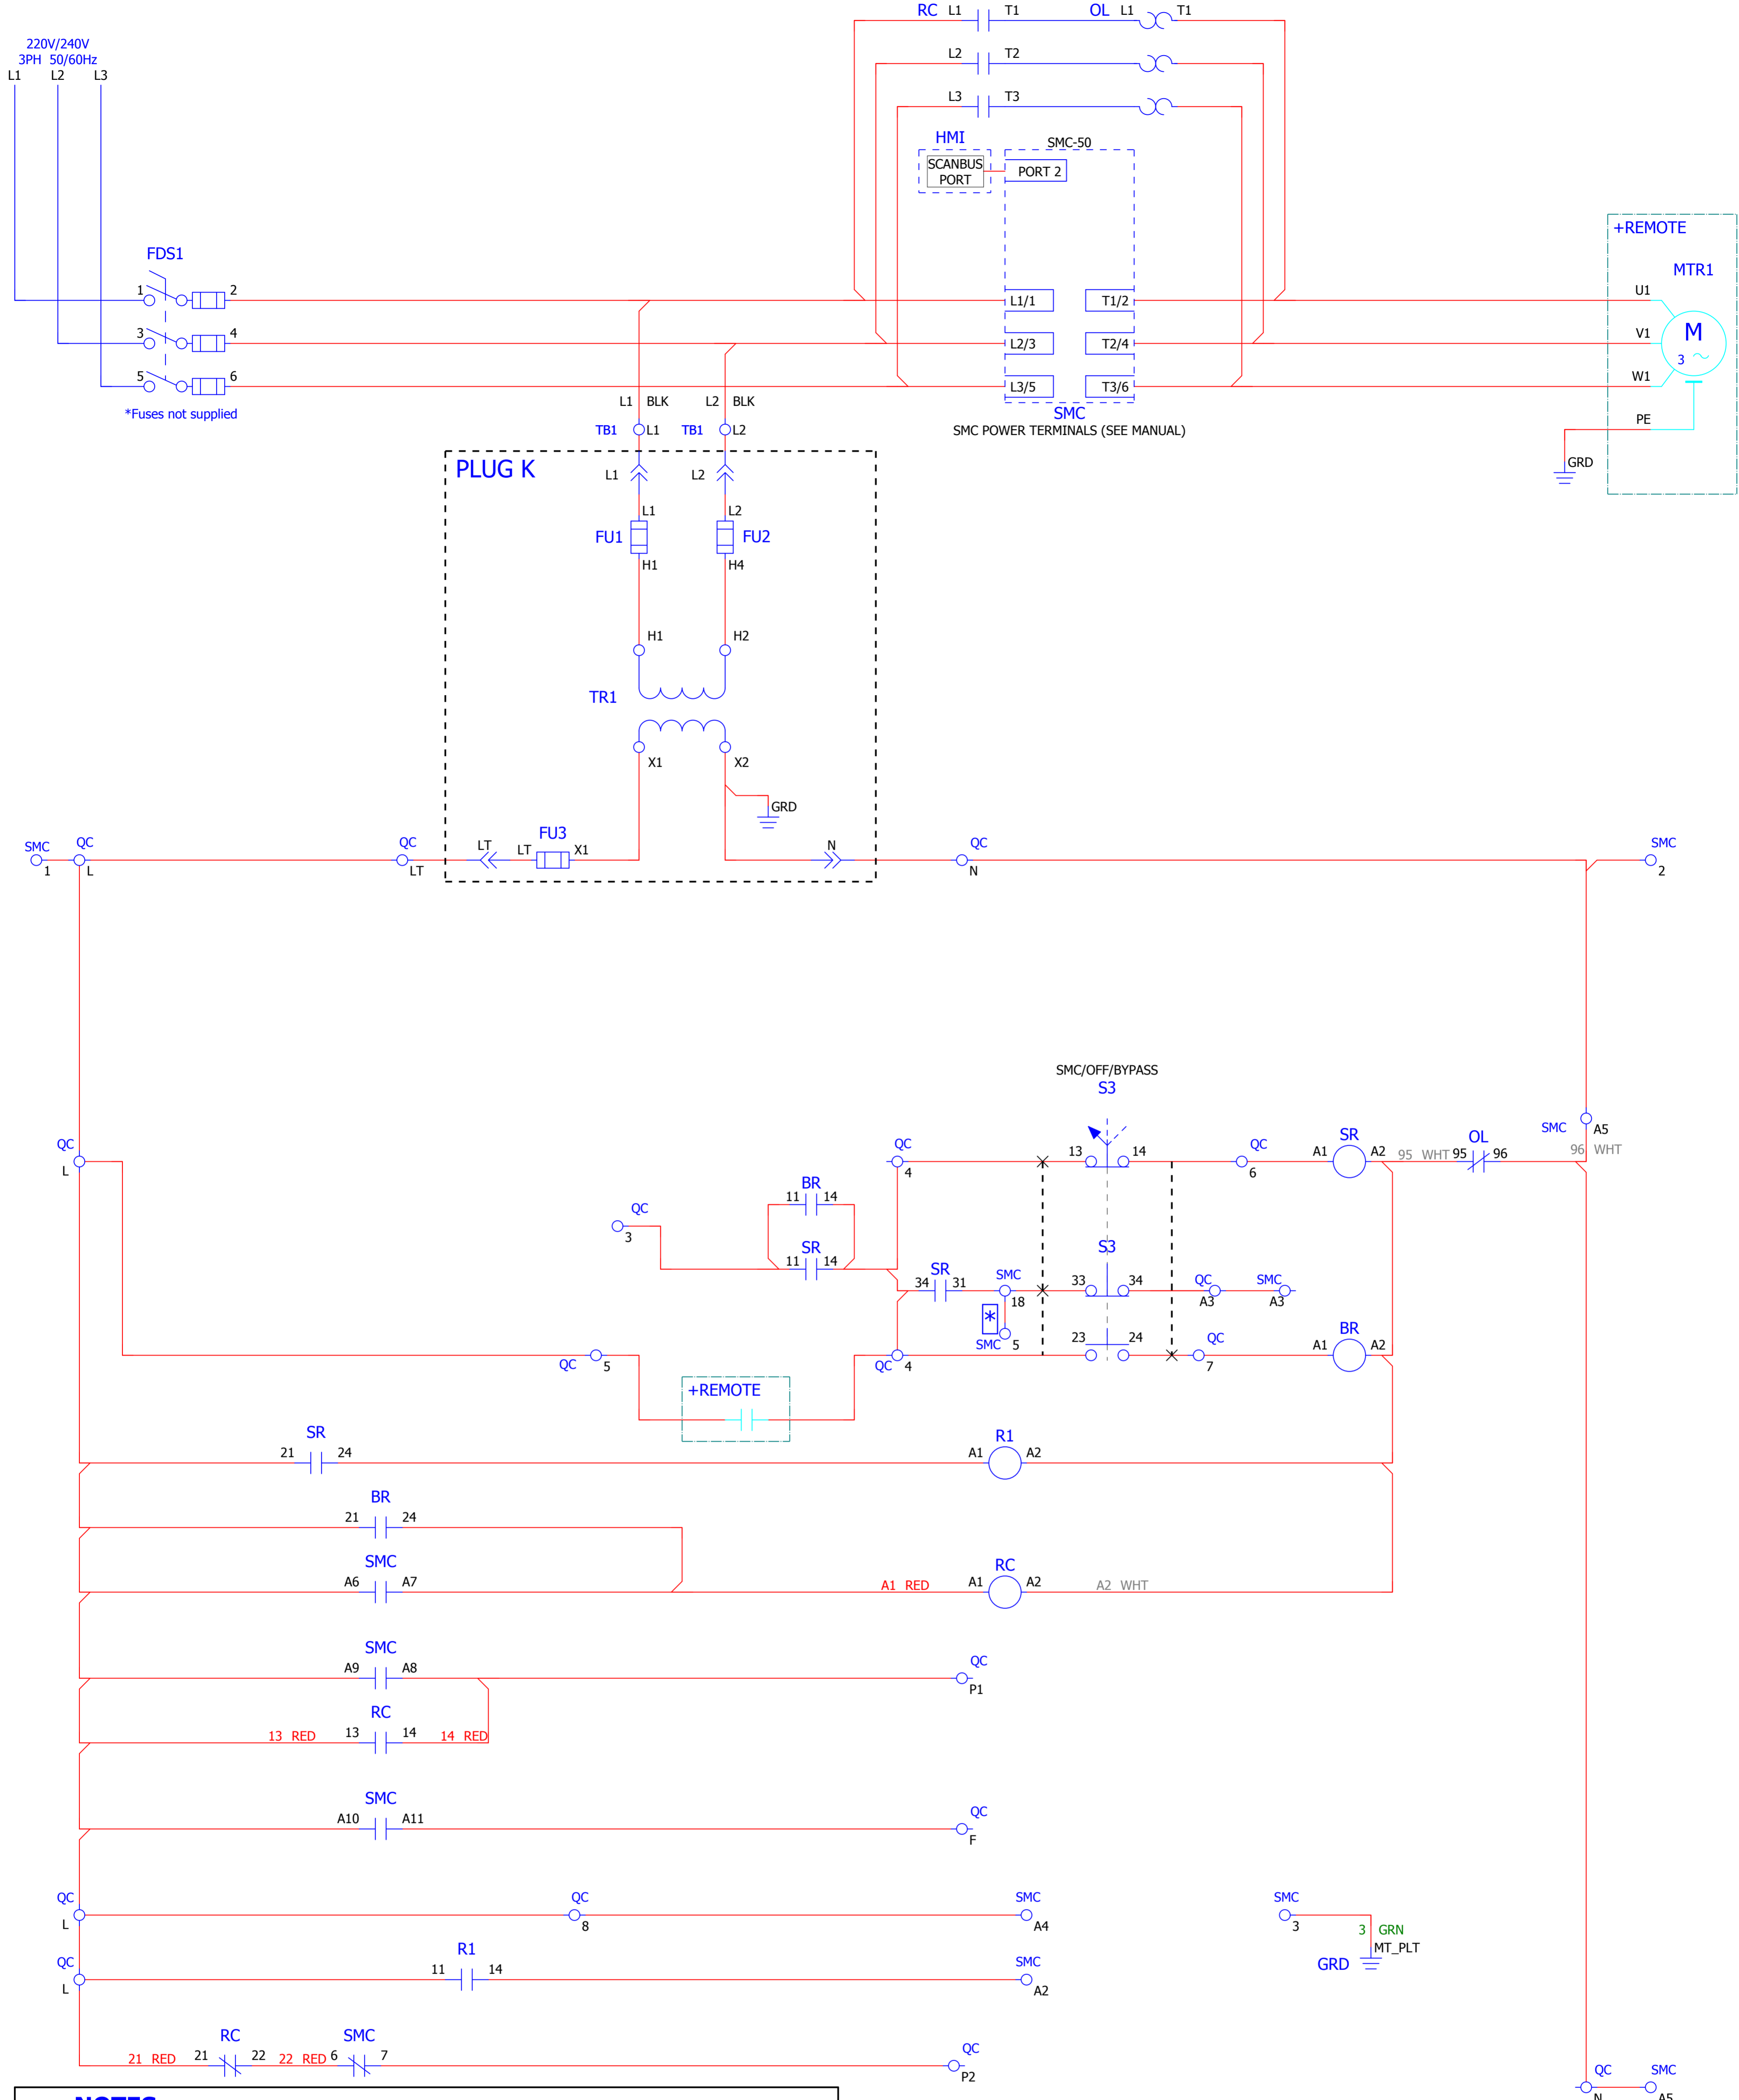 RC L1 T1 OL L1 T1
220V/240V
3PH 50/60Hz
L1 L2 L3
L2 T2
L3 T3
HMI
SMC-50
SCANBUS
PORT
PORT 2
+REMOTE
MTR1
FDS1
1 2
L1/1 T1/2
U1
3 4
L2/3 T2/4
V1
M
3
5 6
L3/5 T3/6
W1
*Fuses not supplied
SMC
SMC POWER TERMINALS (SEE MANUAL)
PE
GRD
L1 BLK L2 BLK
TB1 L1 TB1 L2
PLUG K
L1 L2
L1 L2
FU1 FU2
H1 H4
H1 H2
TR1
X1 X2
GRD
SMC QC QC FU3 QC SMC
LT LT X1 N
1 L LT N 2
SMC/OFF/BYPASS
S3
SMC A5
QC QC 13 14 QC SR OL
A1 A2 95 WHT 95 96 96 WHT
L 4 6
BR
11 14
QC
3
SR
11 14
S3
SR
34 31
SMC
18
33 34
QC
A3
SMC
A3
*
SMC 5
23 24
QC
7
BR
A1 A2
QC 5
QC 4
+REMOTE
SR
21 24
R1
A1 A2
BR
21 24
SMC
A6 A7
RC
A1 RED A1 A2 A2 WHT
SMC
A9 A8
QC
P1
RC
13 RED 13 14 14 RED
SMC
A10 A11
QC
F
QC QC SMC SMC
L 8 A4 3
3 GRN
MT_PLT
GRD
QC
L
R1
11 14
SMC
A2
RC SMC
21 RED 21 22 22 RED 6 7
QC
P2
QC SMC
N A5
NOTES